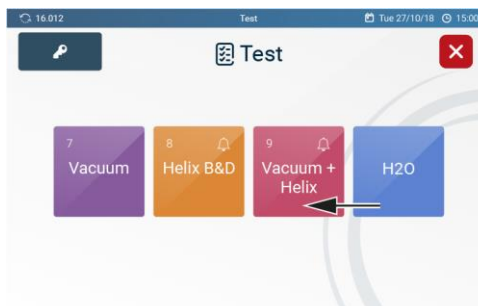 16.012 Test Tue 27/10/18 15:00
Test
7
Vacuum
8
Helix B&D
9
Vacuum +
Helix
H2O